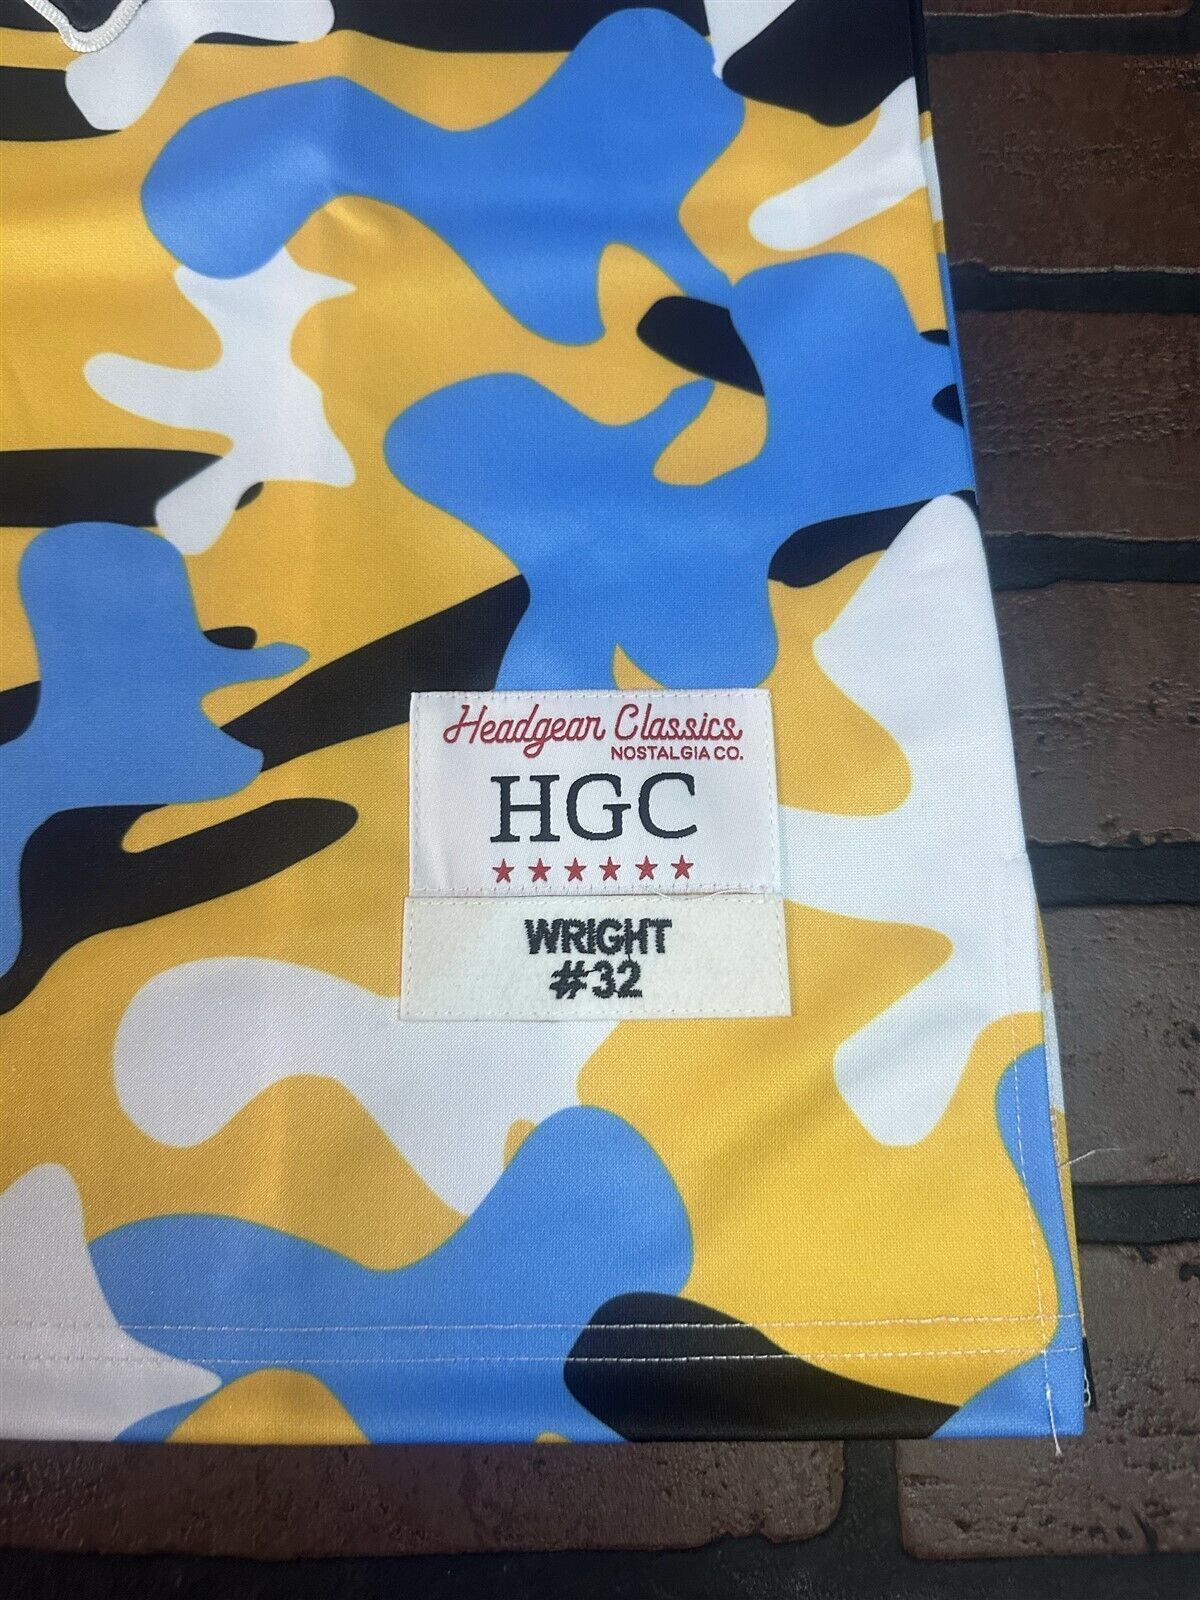 Headgear Classics
NOSTALGIA CO.
HGC
WRIGHT
#32